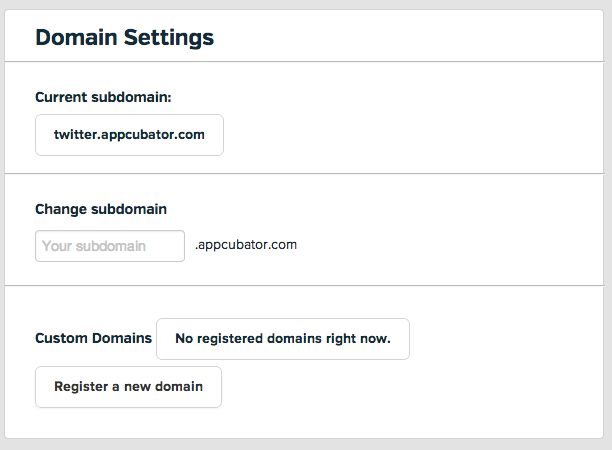 Domain Settings
Current subdomain:
twitter.appcubator.com
Change subdomain
Your subdomain .appcubator.com
Custom Domains No registered domains right now.
Register a new domain